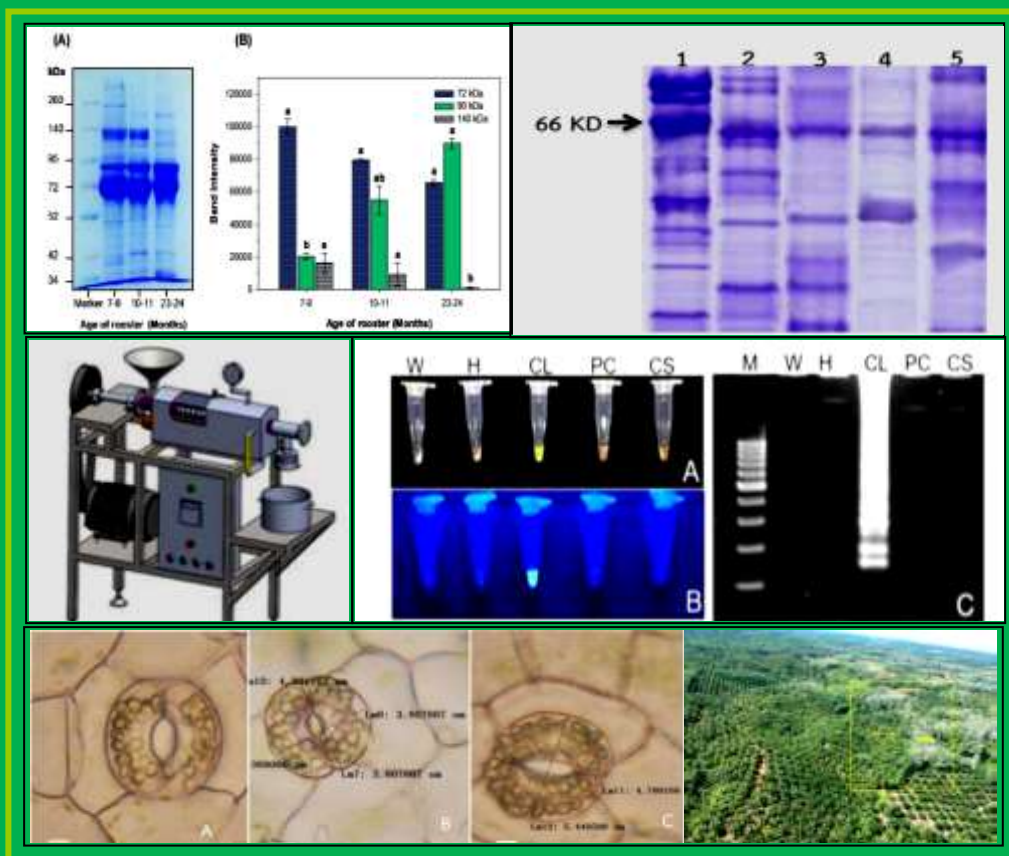 (A)
kDa
203
140
95
72
52
42
34
Marker 7-8 10-11 23-24
Age of rooster (Months)
(B)
Band Intensity
120000
100000
80000
60000
40000
20000
0
72 kDa
90 kDa
140 kDa
a
b
a
a
ab
a
a
a
b
7-8
10-11
23-24
Age of rooster (Months)
1 2 3 4 5
66 KD
W H CL PC CS
A
B
M W H CL PC CS
C
A
B
C